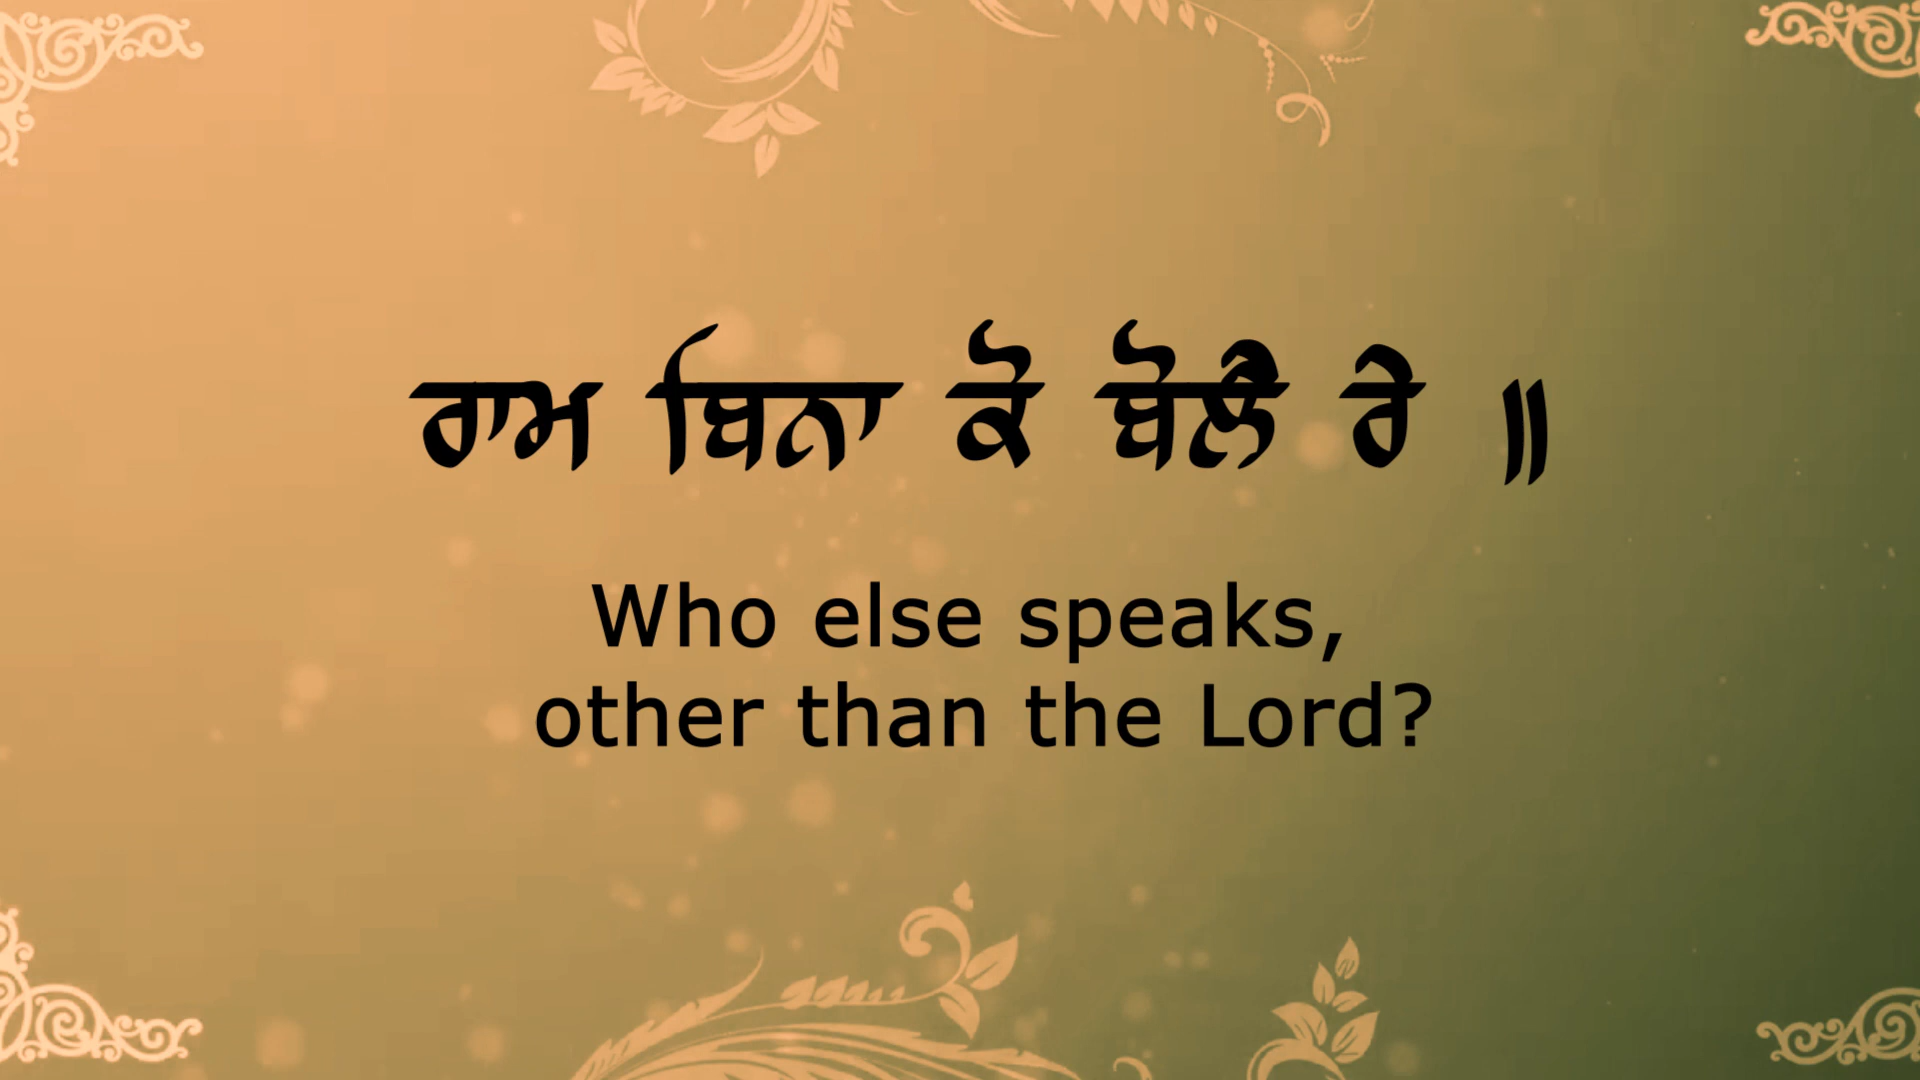 ਰਾਮ ਬਿਨਾ ਕੋ ਬੋਲੈ ਰੇ ॥
Who else speaks,
other than the Lord?